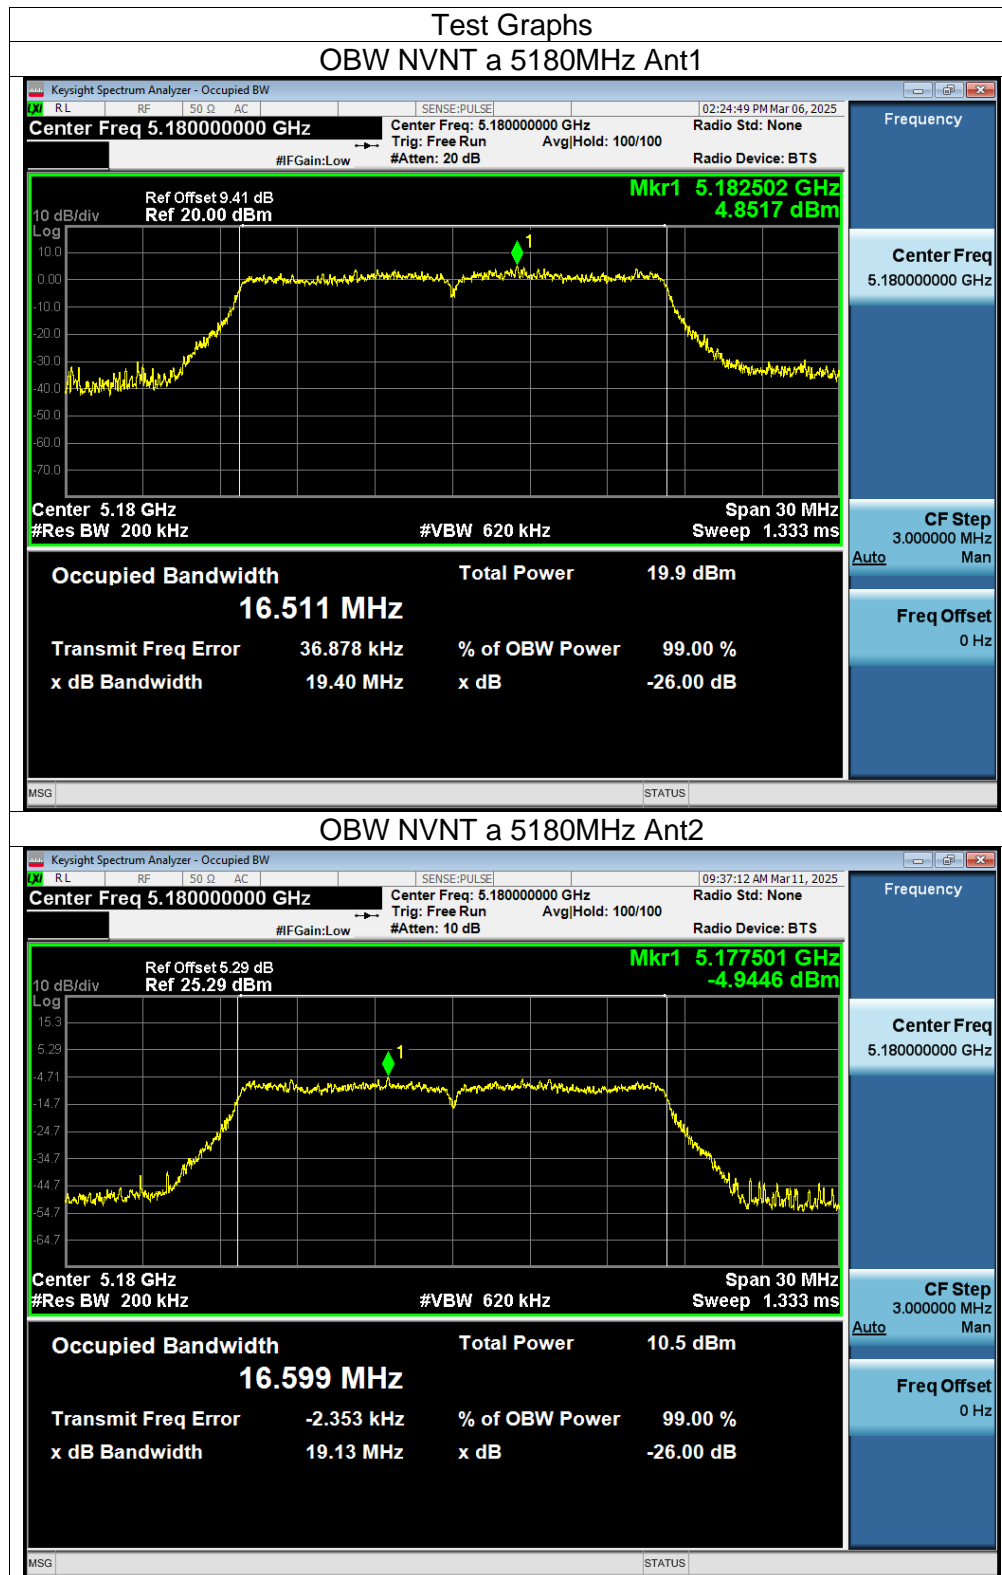 Test Graphs
OBW NVNT a 5180MHz Ant1
Keysight Spectrum Analyzer - Occupied BW
LXI RL RF 50 Ω AC SENSE:PULSE 02:24:49 PM Mar 06, 2025
Center Freq 5.180000000 GHz
Center Freq: 5.180000000 GHz Radio Std: None
Trig: Free Run Avg|Hold: 100/100
#IFGain:Low #Atten: 20 dB Radio Device: BTS
Frequency
Mkr1 5.182502 GHz
4.8517 dBm
Ref Offset 9.41 dB
10 dB/div Ref 20.00 dBm
Log
10.0
0.00
-10.0
-20.0
-30.0
-40.0
-50.0
-60.0
-70.0
1
Center 5.18 GHz Span 30 MHz
#Res BW 200 kHz #VBW 620 kHz Sweep 1.333 ms
Center Freq
5.180000000 GHz
CF Step
3.000000 MHz
Auto Man
Freq Offset
0 Hz
Occupied Bandwidth Total Power 19.9 dBm
16.511 MHz
Transmit Freq Error 36.878 kHz % of OBW Power 99.00 %
x dB Bandwidth 19.40 MHz x dB -26.00 dB
MSG STATUS
OBW NVNT a 5180MHz Ant2
Keysight Spectrum Analyzer - Occupied BW
LXI RL RF 50 Ω AC SENSE:PULSE 09:37:12 AM Mar 11, 2025
Center Freq 5.180000000 GHz
Center Freq: 5.180000000 GHz Radio Std: None
Trig: Free Run Avg|Hold: 100/100
#IFGain:Low #Atten: 10 dB Radio Device: BTS
Frequency
Mkr1 5.177501 GHz
-4.9446 dBm
Ref Offset 5.29 dB
10 dB/div Ref 25.29 dBm
Log
15.3
5.29
-4.71
-14.7
-24.7
-34.7
-44.7
-54.7
-64.7
1
Center 5.18 GHz Span 30 MHz
#Res BW 200 kHz #VBW 620 kHz Sweep 1.333 ms
Center Freq
5.180000000 GHz
CF Step
3.000000 MHz
Auto Man
Freq Offset
0 Hz
Occupied Bandwidth Total Power 10.5 dBm
16.599 MHz
Transmit Freq Error -2.353 kHz % of OBW Power 99.00 %
x dB Bandwidth 19.13 MHz x dB -26.00 dB
MSG STATUS